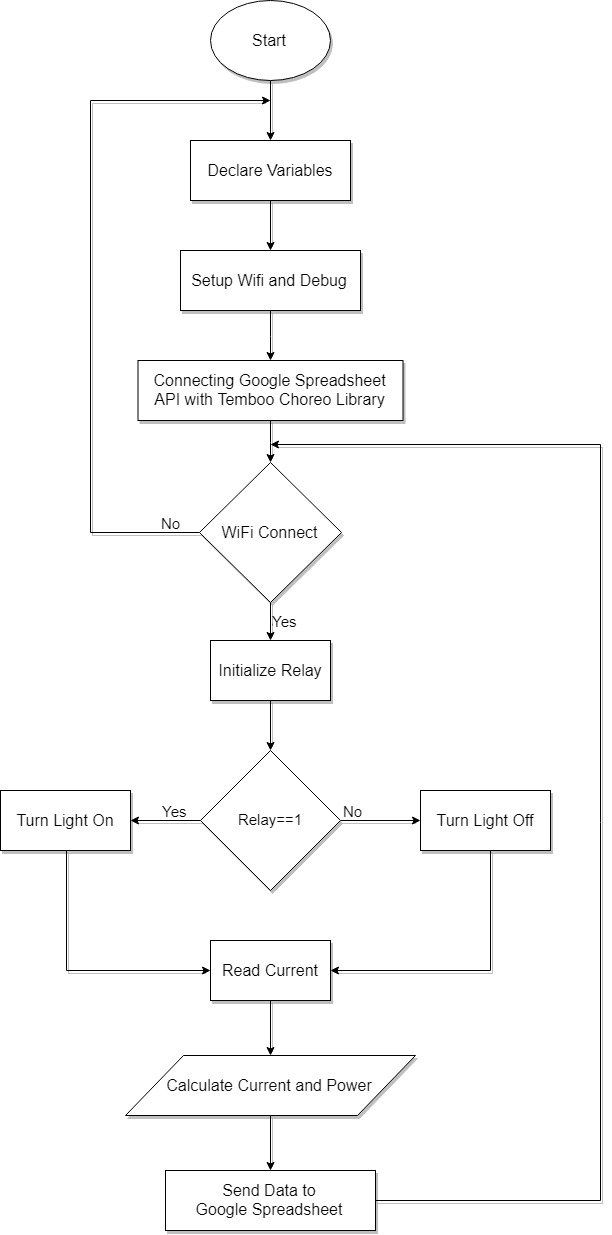 Start
Declare Variables
Setup Wifi and Debug
Connecting Google Spreadsheet
API with Temboo Choreo Library
No
WiFi Connect
Yes
Initialize Relay
Turn Light On
Yes
Relay==1
No
Turn Light Off
Read Current
Calculate Current and Power
Send Data to
Google Spreadsheet